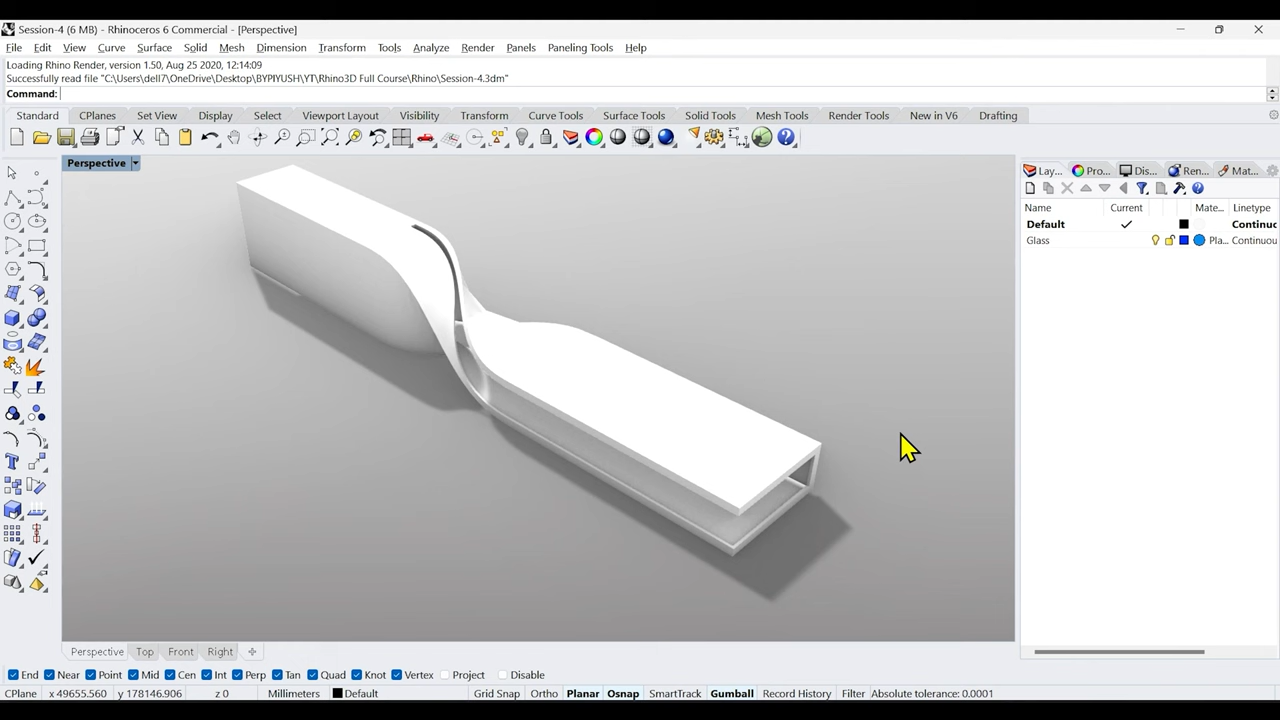 Session-4 (6 MB) - Rhinoceros 6 Commercial - [Perspective]
File Edit View Curve Surface Solid Mesh Dimension Transform Tools Analyze Render Panels Paneling Tools Help
Loading Rhino Render, version 1.50, Aug 25 2020, 12:14:09
Successfully read file "C:\Users\dell7\OneDrive\Desktop\BYPIYUSH\YT\Rhino3D Full Course\Rhino\Session-4.3dm"
Command:
Standard CPlanes Set View Display Select Viewport Layout Visibility Transform Curve Tools Surface Tools Solid Tools Mesh Tools Render Tools New in V6 Drafting
Perspective
Lay... Pro... Dis... Ren... Mat...
Name Current Mate... Linetype
Default Continuc
Glass Pla... Continuou
Perspective Top Front Right
End Near Point Mid Cen Int Perp Tan Quad Knot Vertex Project Disable
CPlane x 49655.560 y 178146.906 z 0 Millimeters Default Grid Snap Ortho Planar Osnap SmartTrack Gumball Record History Filter Absolute tolerance: 0.0001